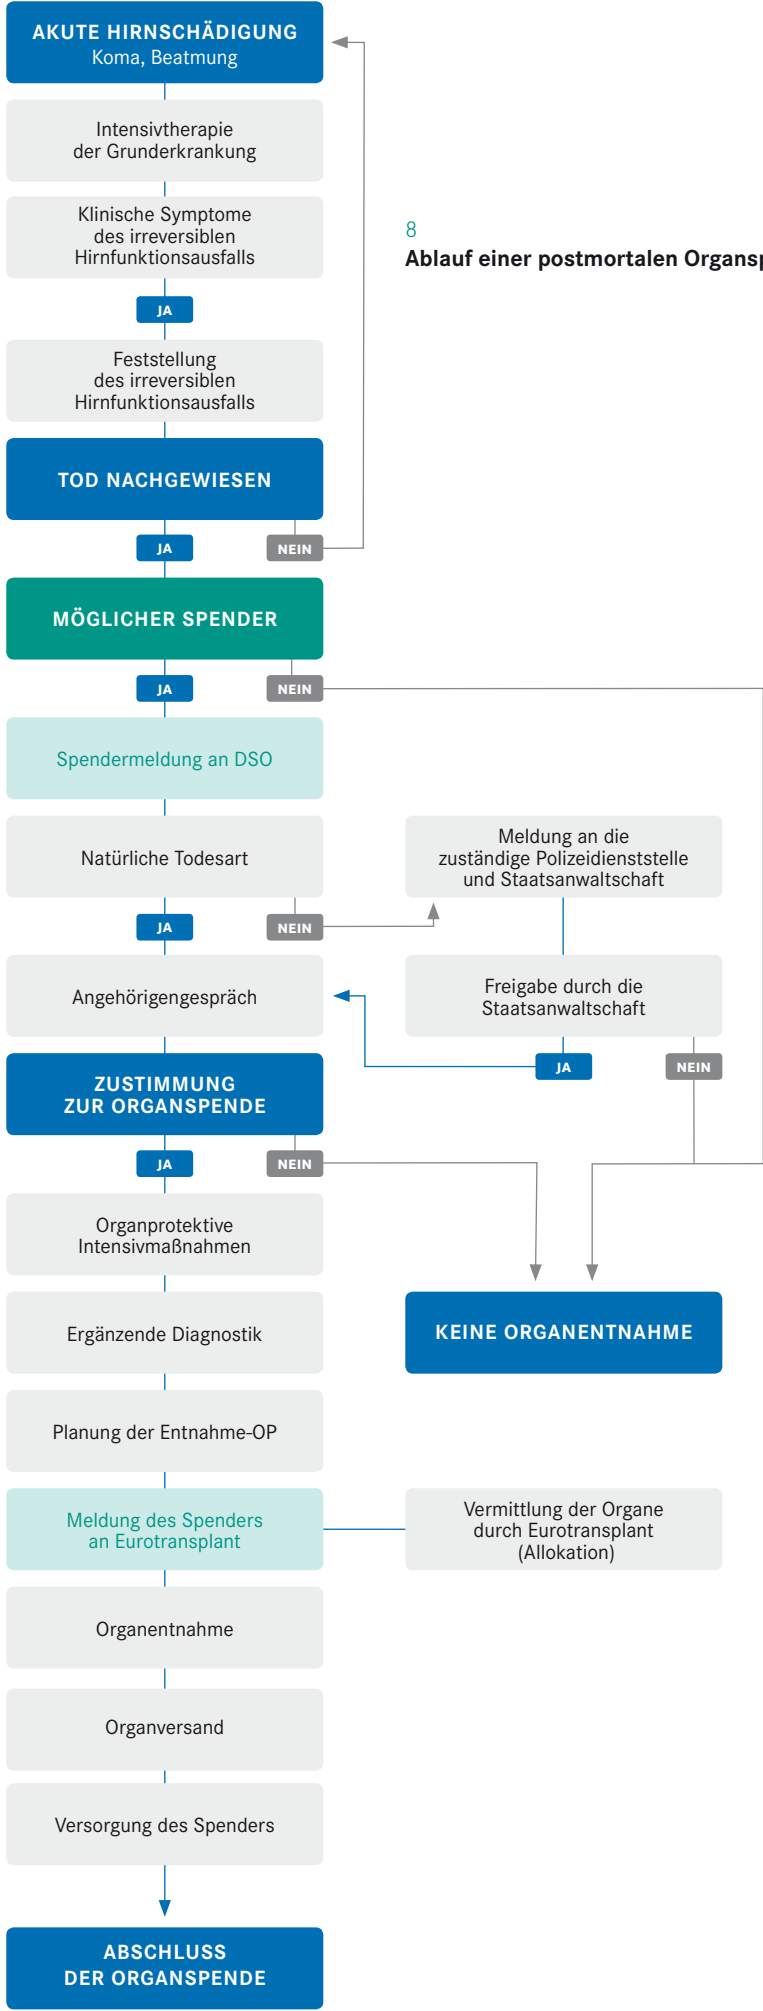 AKUTE HIRNSCHÄDIGUNG
Koma, Beatmung
Intensivtherapie
der Grunderkrankung
Klinische Symptome
des irreversiblen
Hirnfunktionsausfalls
8
Ablauf einer postmortalen Organsp
JA
Feststellung
des irreversiblen
Hirnfunktionsausfalls
TOD NACHGEWIESEN
JA
NEIN
MÖGLICHER SPENDER
JA
NEIN
Spendermeldung an DSO
Natürliche Todesart
Meldung an die
zuständige Polizeidienststelle
und Staatsanwaltschaft
JA
NEIN
Angehörigengespräch
Freigabe durch die
Staatsanwaltschaft
JA
NEIN
ZUSTIMMUNG
ZUR ORGANSPENDE
JA
NEIN
Organprotektive
Intensivmaßnahmen
Ergänzende Diagnostik
KEINE ORGANENTNAHME
Planung der Entnahme-OP
Meldung des Spenders
an Eurotransplant
Vermittlung der Organe
durch Eurotransplant
(Allokation)
Organentnahme
Organversand
Versorgung des Spenders
ABSCHLUSS
DER ORGANSPENDE